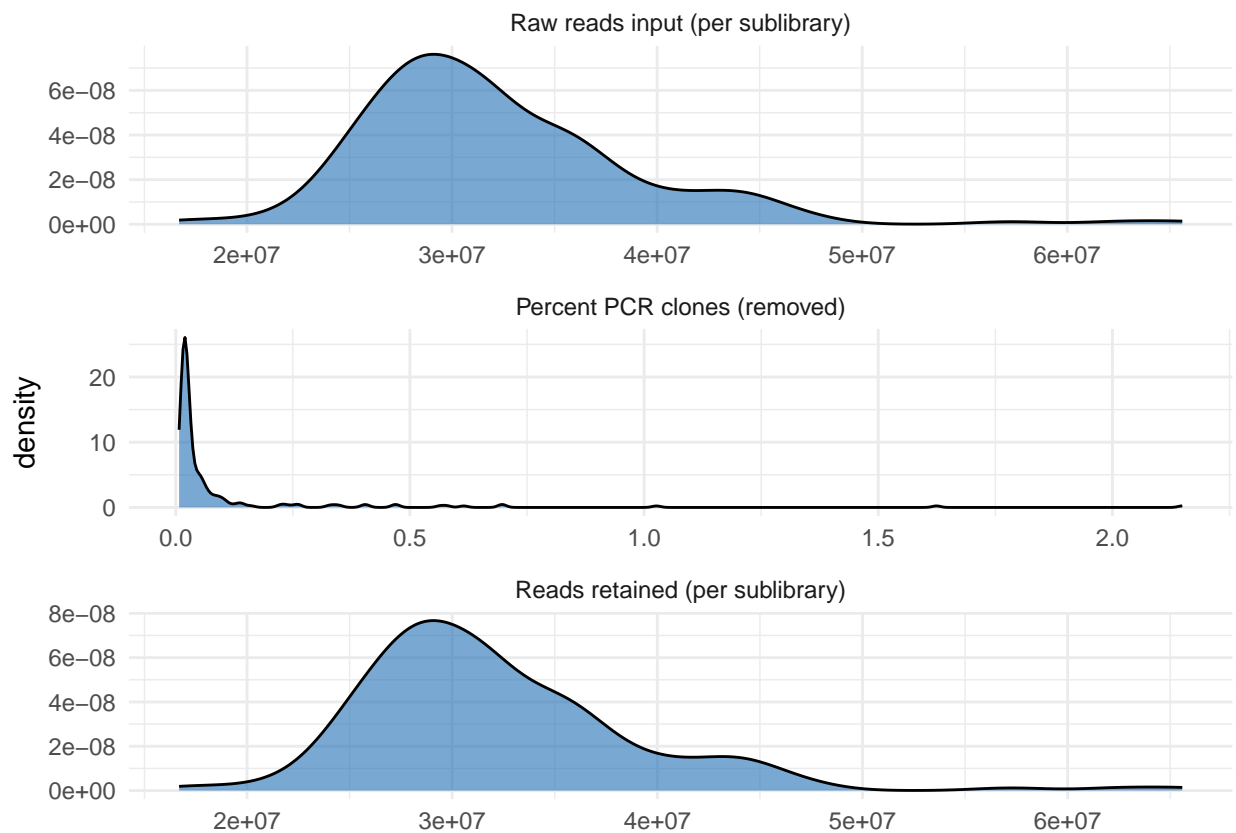 Raw reads input (per sublibrary)
6e−08
4e−08
2e−08
0e+00
2e+07 3e+07 4e+07 5e+07 6e+07
Percent PCR clones (removed)
density
20
10
0
0.0 0.5 1.0 1.5 2.0
Reads retained (per sublibrary)
8e−08
6e−08
4e−08
2e−08
0e+00
2e+07 3e+07 4e+07 5e+07 6e+07